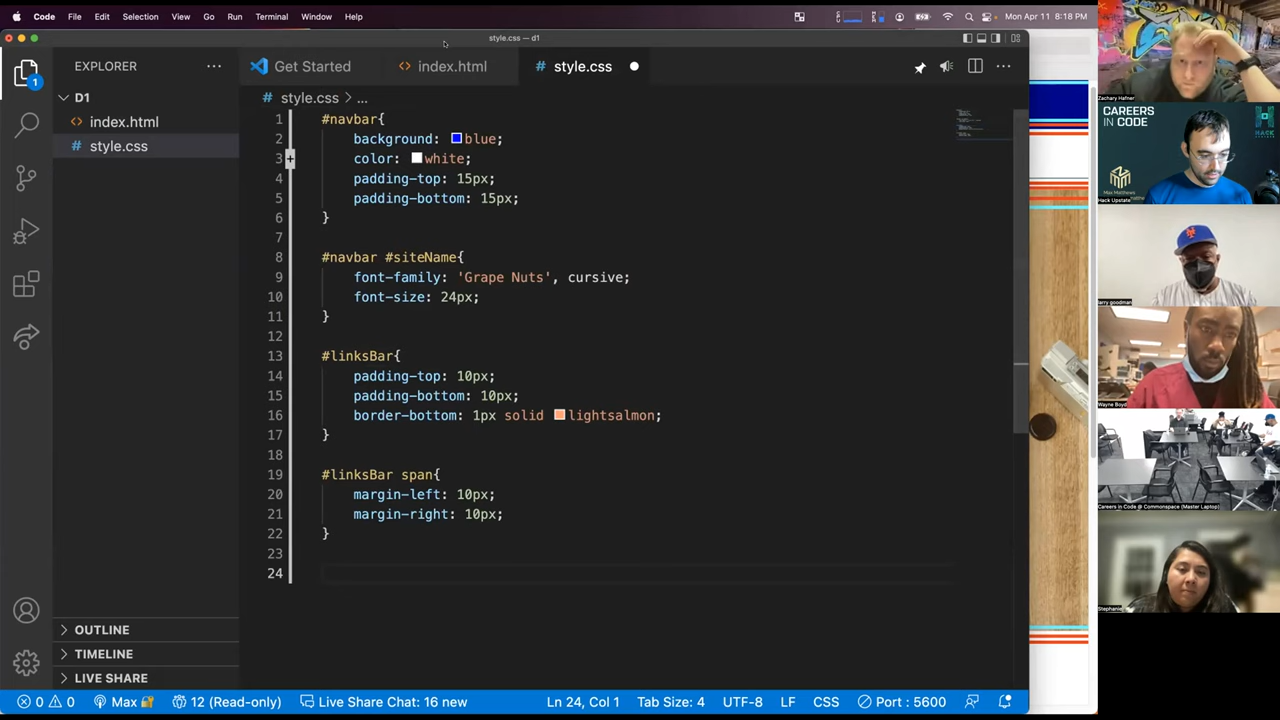 Code File Edit Selection View Go Run Terminal Window Help Mon Apr 11 8:18 PM
style.css — d1
EXPLORER
Get Started
index.html
style.css
D1
index.html
style.css
style.css > ...
1 #navbar{
2 background: blue;
3 color: white;
4 padding-top: 15px;
5 padding-bottom: 15px;
6 }
7
8 #navbar #siteName{
9 font-family: 'Grape Nuts', cursive;
10 font-size: 24px;
11 }
12
13 #linksBar{
14 padding-top: 10px;
15 padding-bottom: 10px;
16 border-bottom: 1px solid lightsalmon;
17 }
18
19 #linksBar span{
20 margin-left: 10px;
21 margin-right: 10px;
22 }
23
24
OUTLINE
TIMELINE
LIVE SHARE
1
0 0 Max 12 (Read-only) Live Share Chat: 16 new Ln 24, Col 1 Tab Size: 4 UTF-8 LF CSS Port : 5600
Zachary Hafner
CAREERS
IN CODE
HACK
UPSTATE
Max Matthews
Hack Upstate
larry goodman
Wayne Boyd
Careers in Code @ Commonspace (Master Laptop)
Stephanie